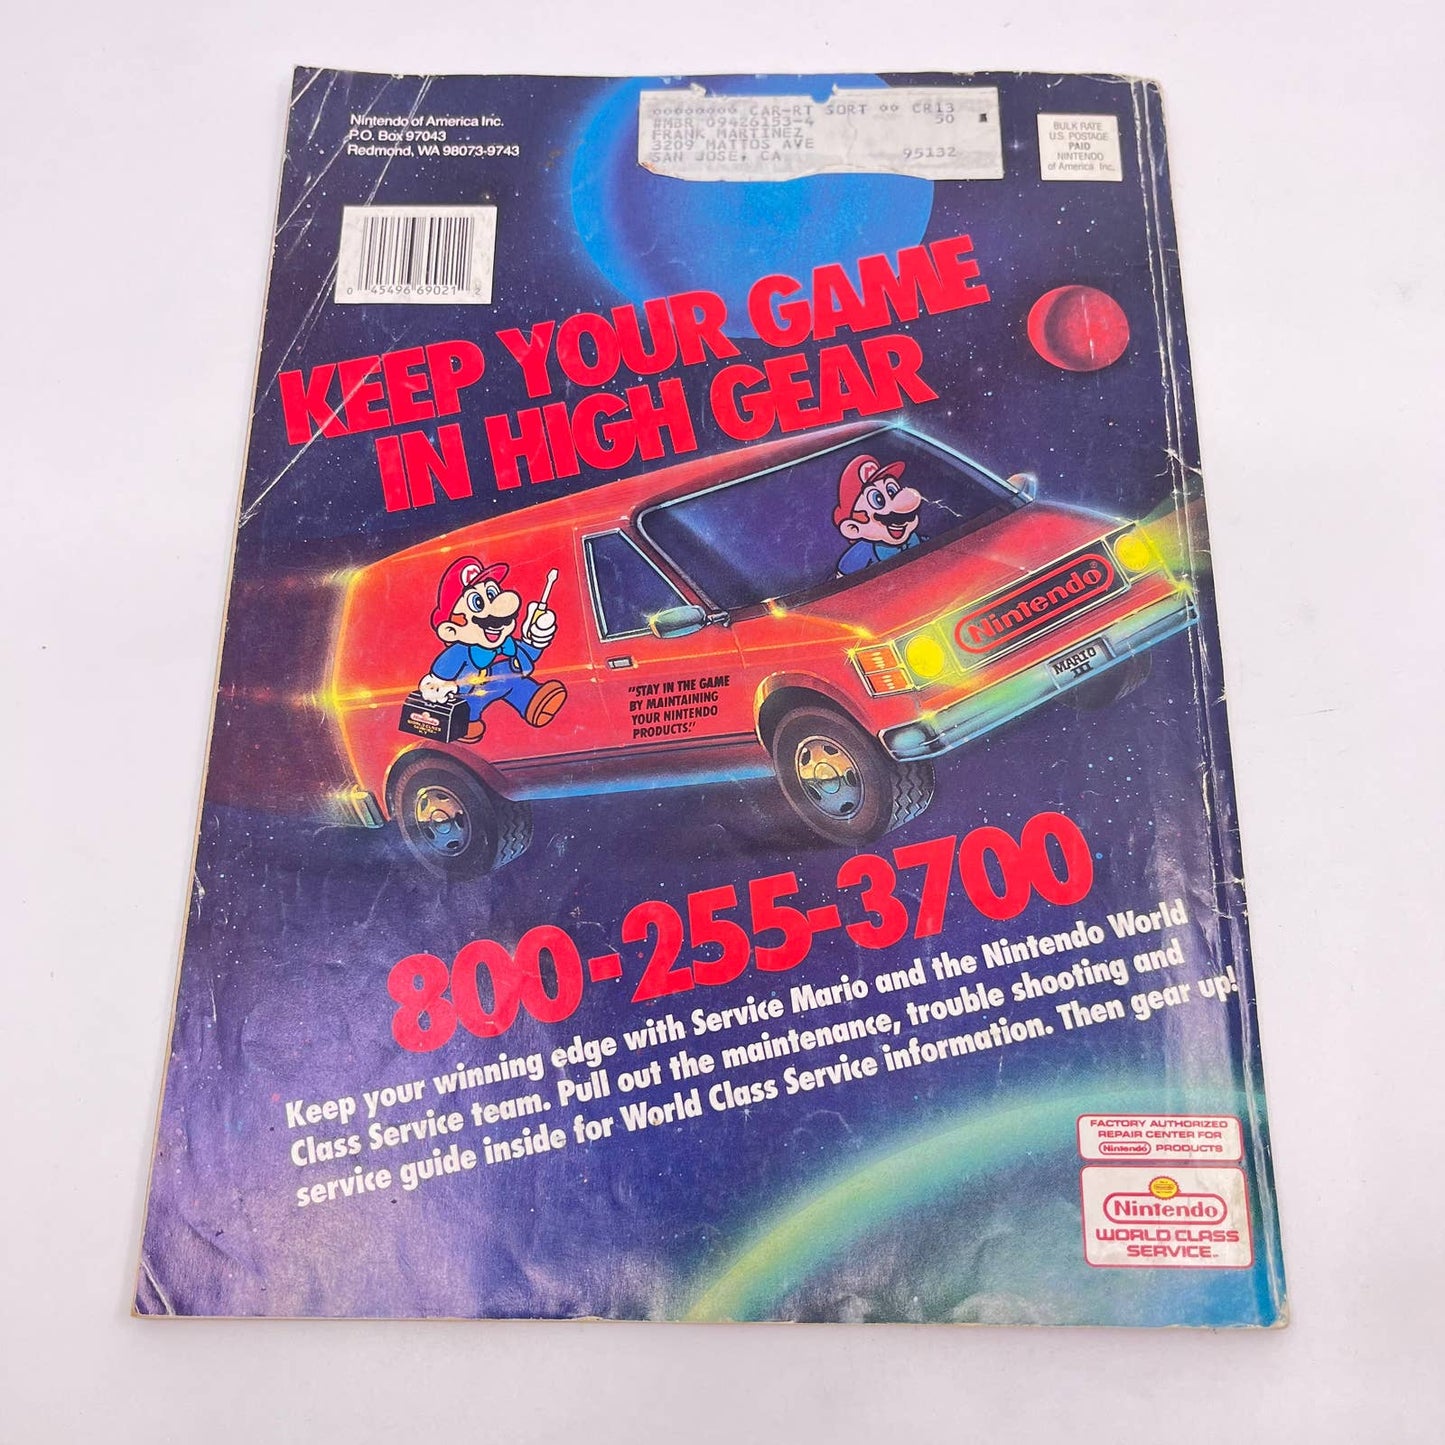 Nintendo of America Inc.
P.O. Box 97043
Redmond, WA 98073-9743
CAR-RT SORT ** CR13
#MBR 09426153-4 50
FRANK MARTINEZ
3209 MATTOS AVE
SAN JOSE, CA 95132
BULK RATE
U.S. POSTAGE
PAID
NINTENDO
of America Inc.
0 45496 69021 2
KEEP YOUR GAME
IN HIGH GEAR
M
M
Nintendo®
MARIO
III
"STAY IN THE GAME
BY MAINTAINING
YOUR NINTENDO
PRODUCTS."
Nintendo
WORLD CLASS
SERVICE
800-255-3700
Keep your winning edge with Service Mario and the Nintendo World
Class Service team. Pull out the maintenance, trouble shooting and
service guide inside for World Class Service information. Then gear up!
FACTORY AUTHORIZED
REPAIR CENTER FOR
Nintendo PRODUCTS
Nintendo
WORLD CLASS
SERVICE